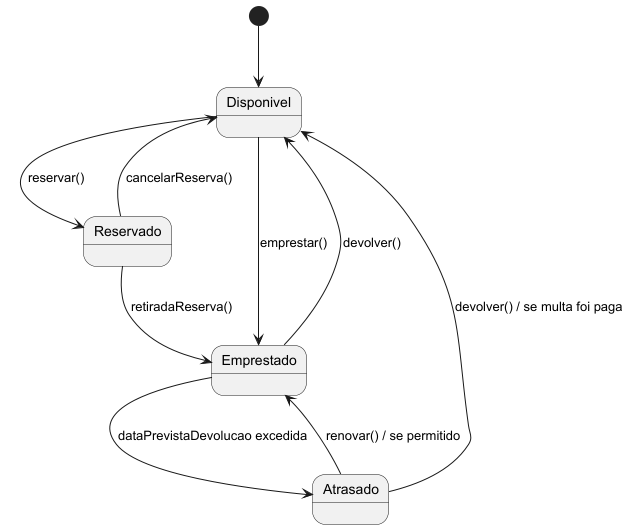 Disponivel
reservar()
cancelarReserva()
Reservado
emprestar()
devolver()
retiradaReserva()
devolver() / se multa foi paga
Emprestado
dataPrevistaDevolucao excedida
renovar() / se permitido
Atrasado